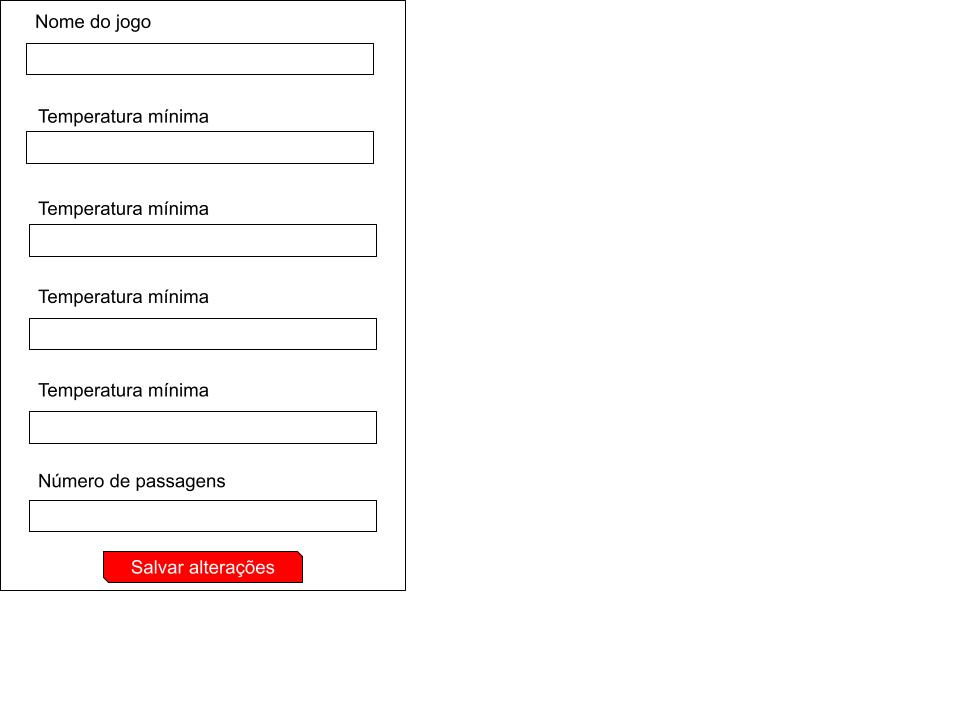 Nome do jogo
Temperatura mínima
Temperatura mínima
Temperatura mínima
Temperatura mínima
Número de passagens
Salvar alterações